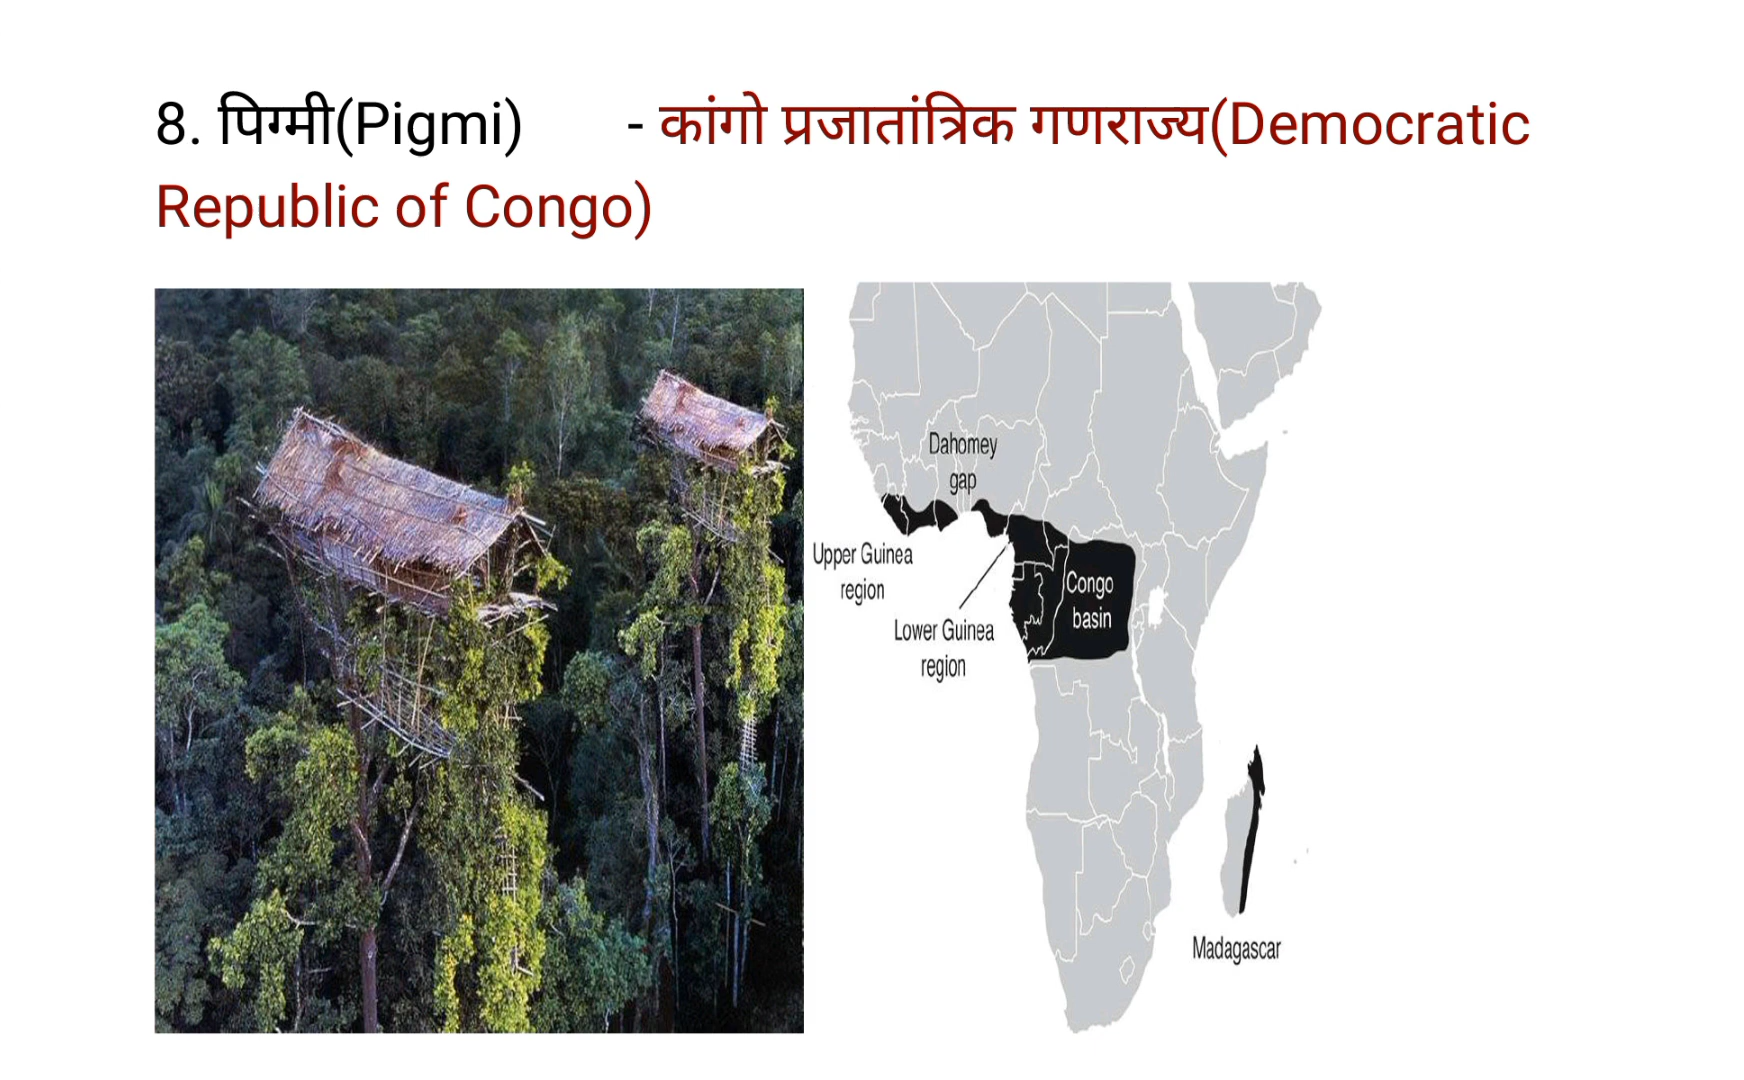 8. पिग्मी(Pigmi) - कांगो प्रजातांत्रिक गणराज्य(Democratic
Republic of Congo)
Dahomey
gap
Upper Guinea
region
Lower Guinea
region
Congo
basin
Madagascar